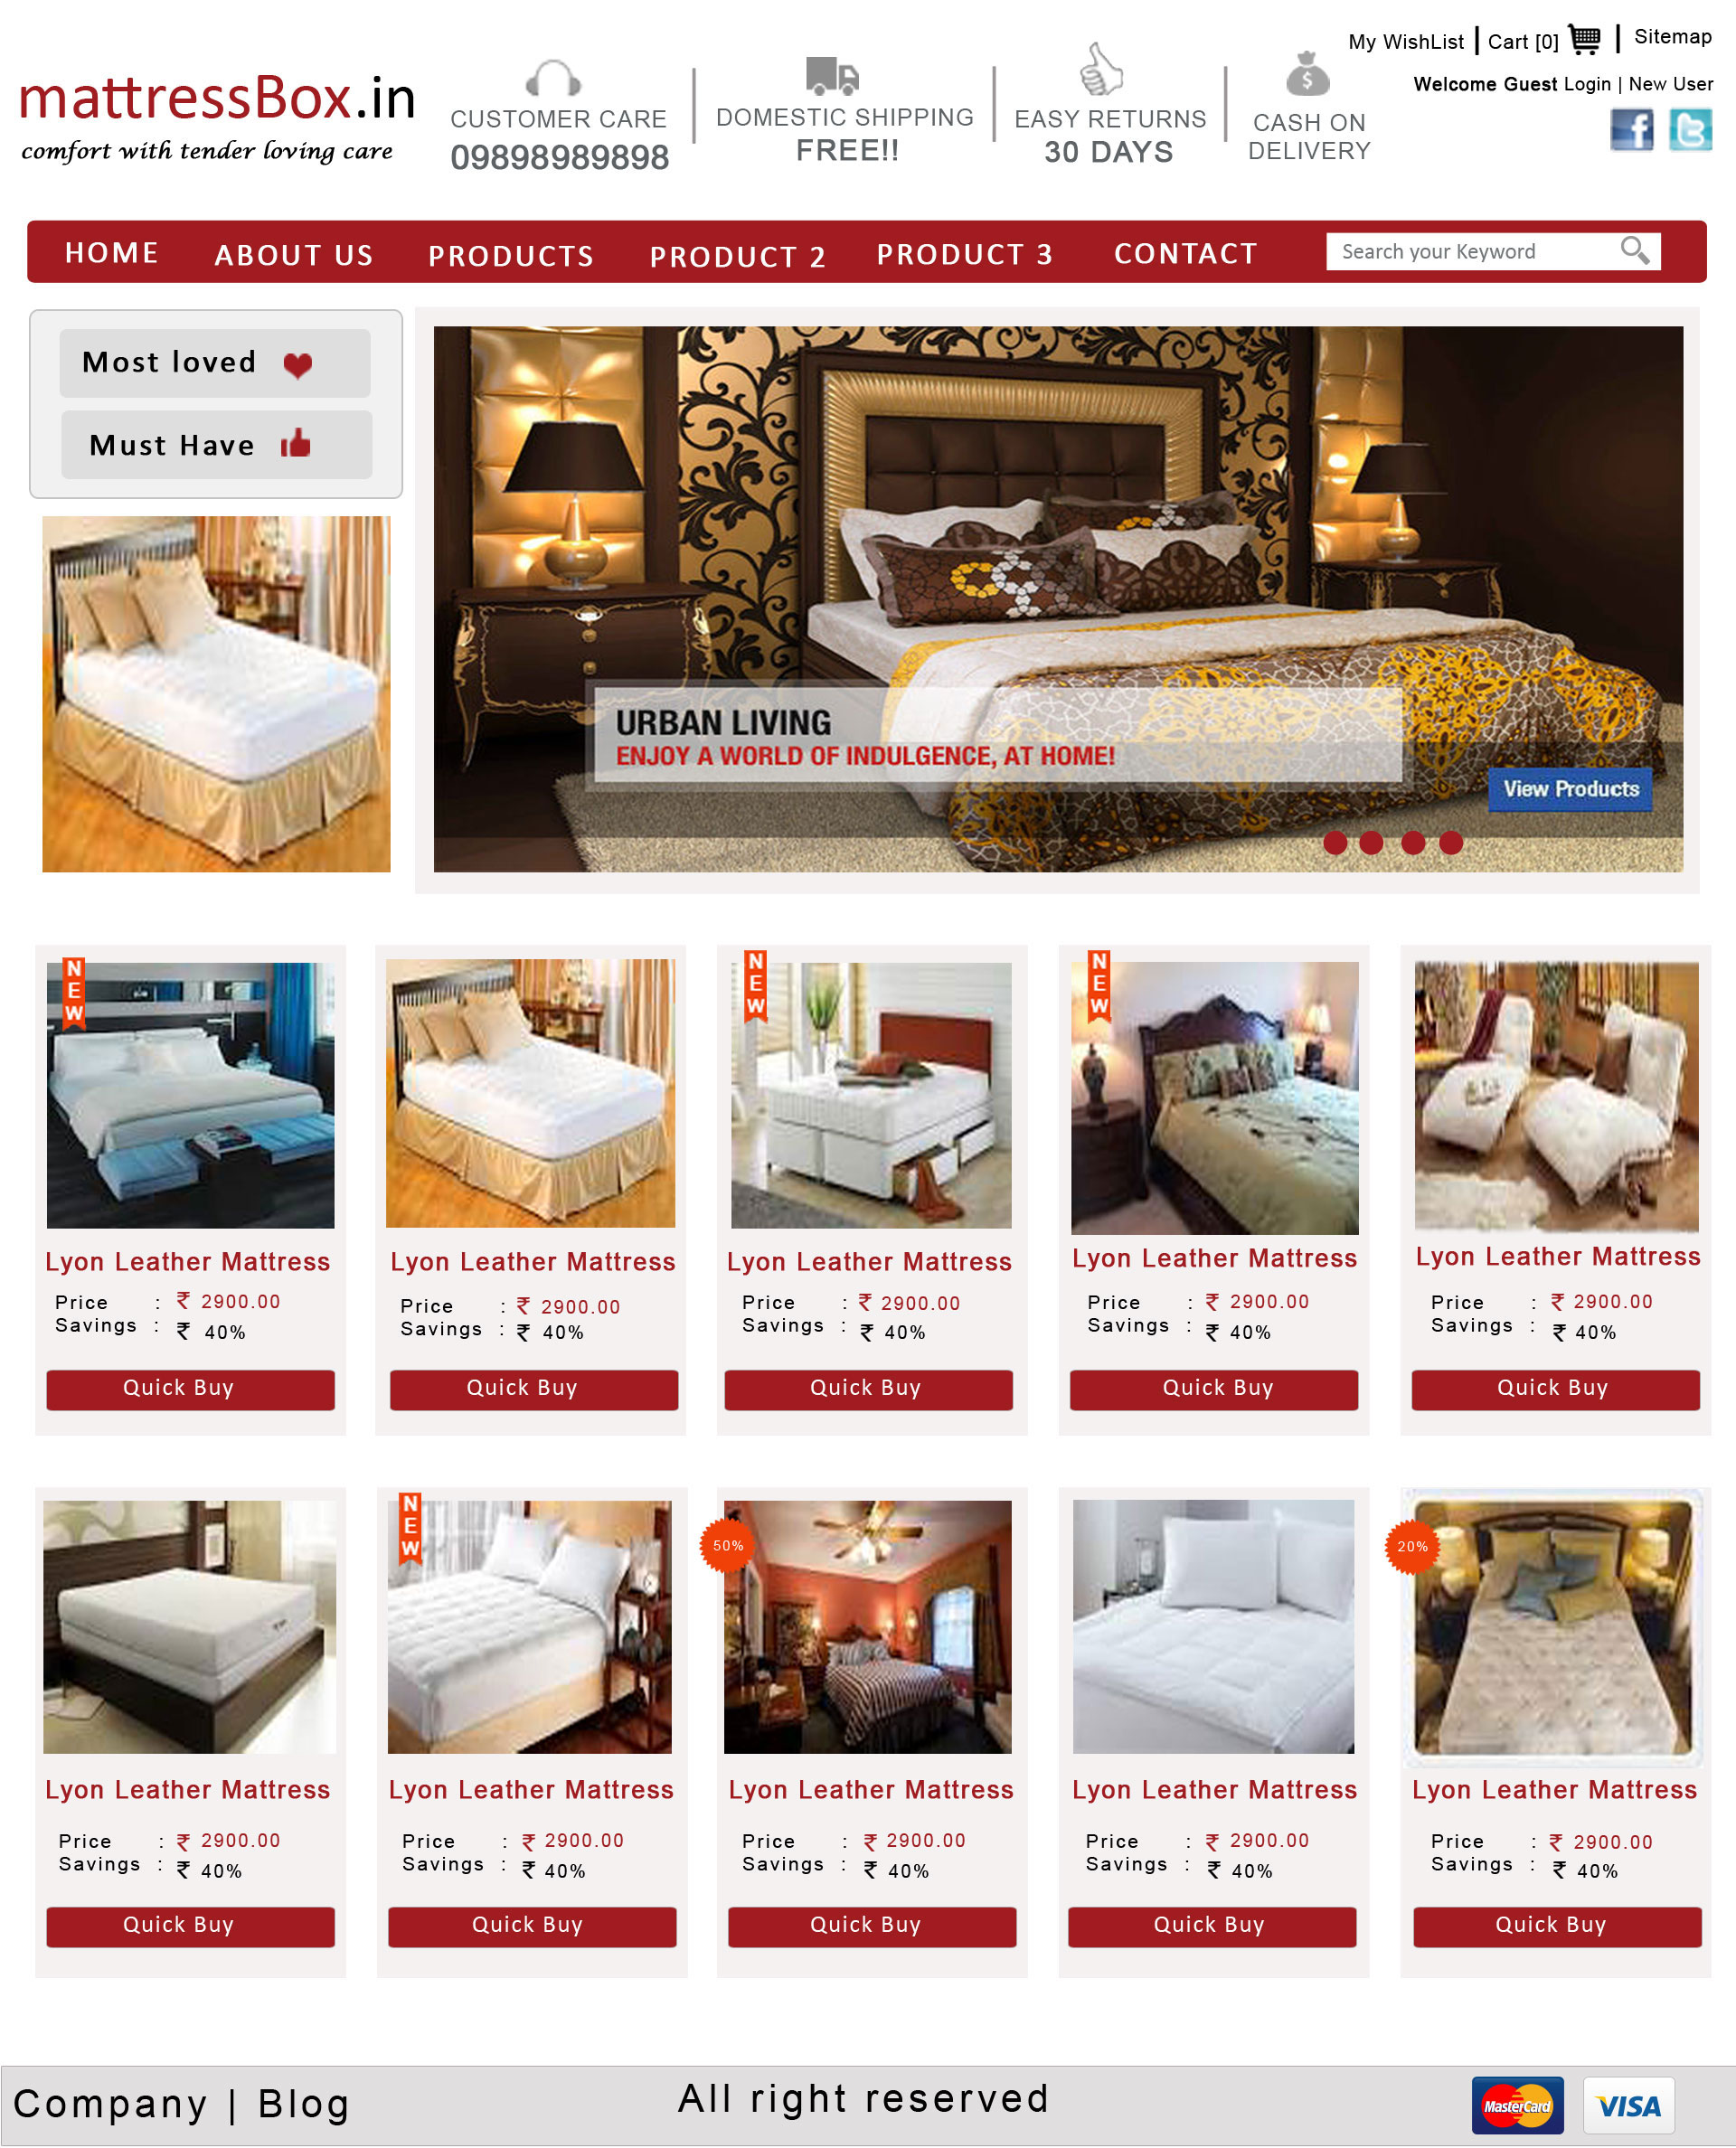 My WishList | Cart [0] | Sitemap
Welcome Guest Login | New User
mattressBox.in
comfort with tender loving care
CUSTOMER CARE
09898989898
DOMESTIC SHIPPING
FREE!!
EASY RETURNS
30 DAYS
CASH ON
DELIVERY
HOME ABOUT US PRODUCTS PRODUCT 2 PRODUCT 3 CONTACT Search your Keyword
Most loved
Must Have
URBAN LIVING
ENJOY A WORLD OF INDULGENCE, AT HOME!
View Products
NEW
Lyon Leather Mattress
Price : ₹ 2900.00
Savings : ₹ 40%
Quick Buy
Lyon Leather Mattress
Price : ₹ 2900.00
Savings : ₹ 40%
Quick Buy
NEW
Lyon Leather Mattress
Price : ₹ 2900.00
Savings : ₹ 40%
Quick Buy
NEW
Lyon Leather Mattress
Price : ₹ 2900.00
Savings : ₹ 40%
Quick Buy
Lyon Leather Mattress
Price : ₹ 2900.00
Savings : ₹ 40%
Quick Buy
Lyon Leather Mattress
Price : ₹ 2900.00
Savings : ₹ 40%
Quick Buy
NEW
Lyon Leather Mattress
Price : ₹ 2900.00
Savings : ₹ 40%
Quick Buy
50%
Lyon Leather Mattress
Price : ₹ 2900.00
Savings : ₹ 40%
Quick Buy
Lyon Leather Mattress
Price : ₹ 2900.00
Savings : ₹ 40%
Quick Buy
20%
Lyon Leather Mattress
Price : ₹ 2900.00
Savings : ₹ 40%
Quick Buy
Company | Blog
All right reserved
MasterCard
VISA